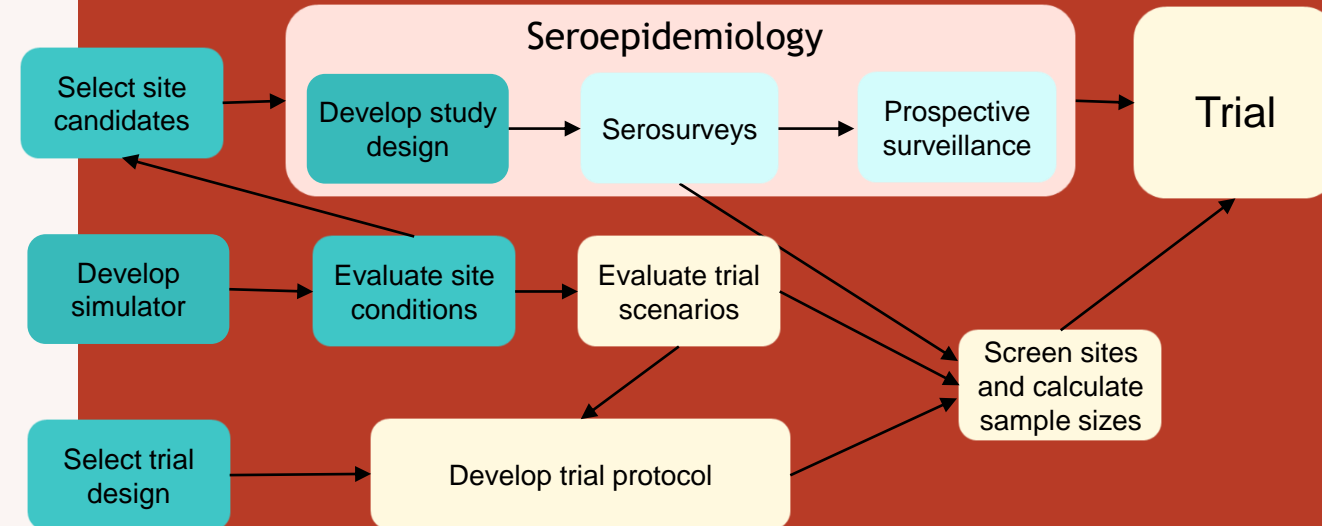 Seroepidemiology
Select site
candidates
Develop study
design
Serosurveys
Prospective
surveillance
Trial
Develop
simulator
Evaluate site
conditions
Evaluate trial
scenarios
Screen sites
and calculate
sample sizes
Select trial
design
Develop trial protocol